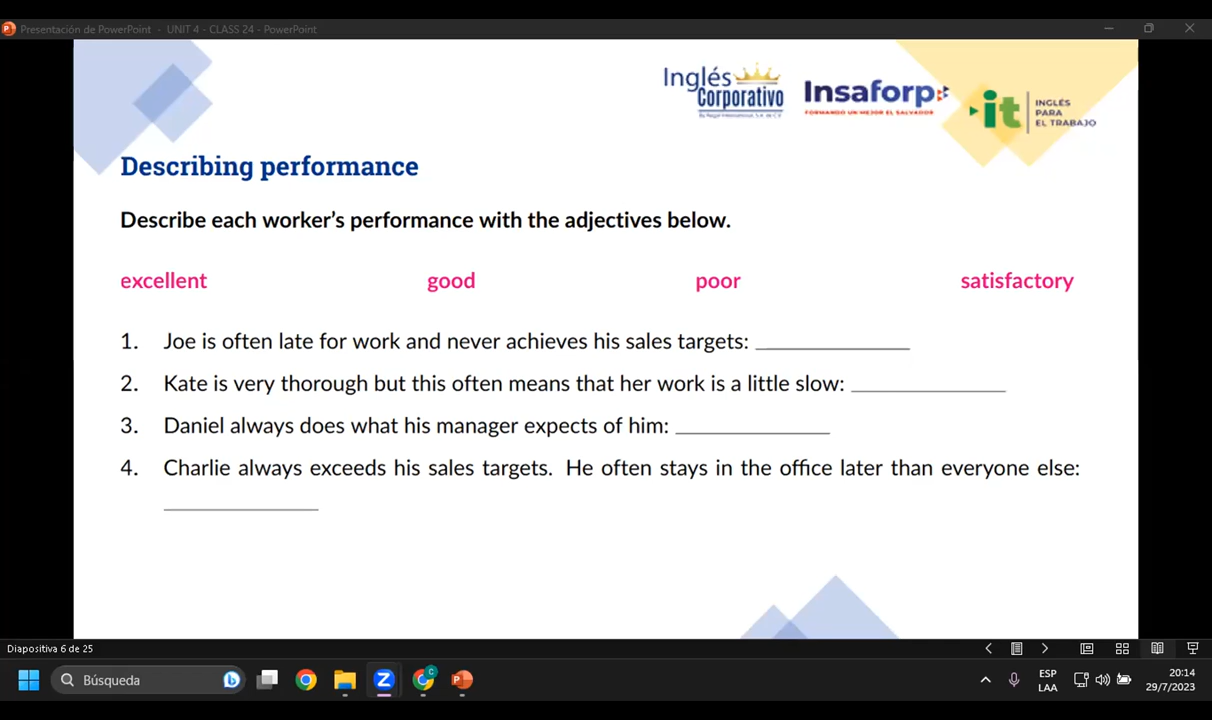 Presentación de PowerPoint - UNIT 4 - CLASS 24 - PowerPoint
Inglés Corporativo
Insaforp
FORMANDO UN MEJOR EL SALVADOR
it INGLÉS PARA EL TRABAJO
Describing performance
Describe each worker's performance with the adjectives below.
excellent good poor satisfactory
1. Joe is often late for work and never achieves his sales targets: _______________
2. Kate is very thorough but this often means that her work is a little slow: _______________
3. Daniel always does what his manager expects of him: _______________
4. Charlie always exceeds his sales targets. He often stays in the office later than everyone else:
_______________
Diapositiva 6 de 25
Búsqueda
ESP
LAA
20:14
29/7/2023